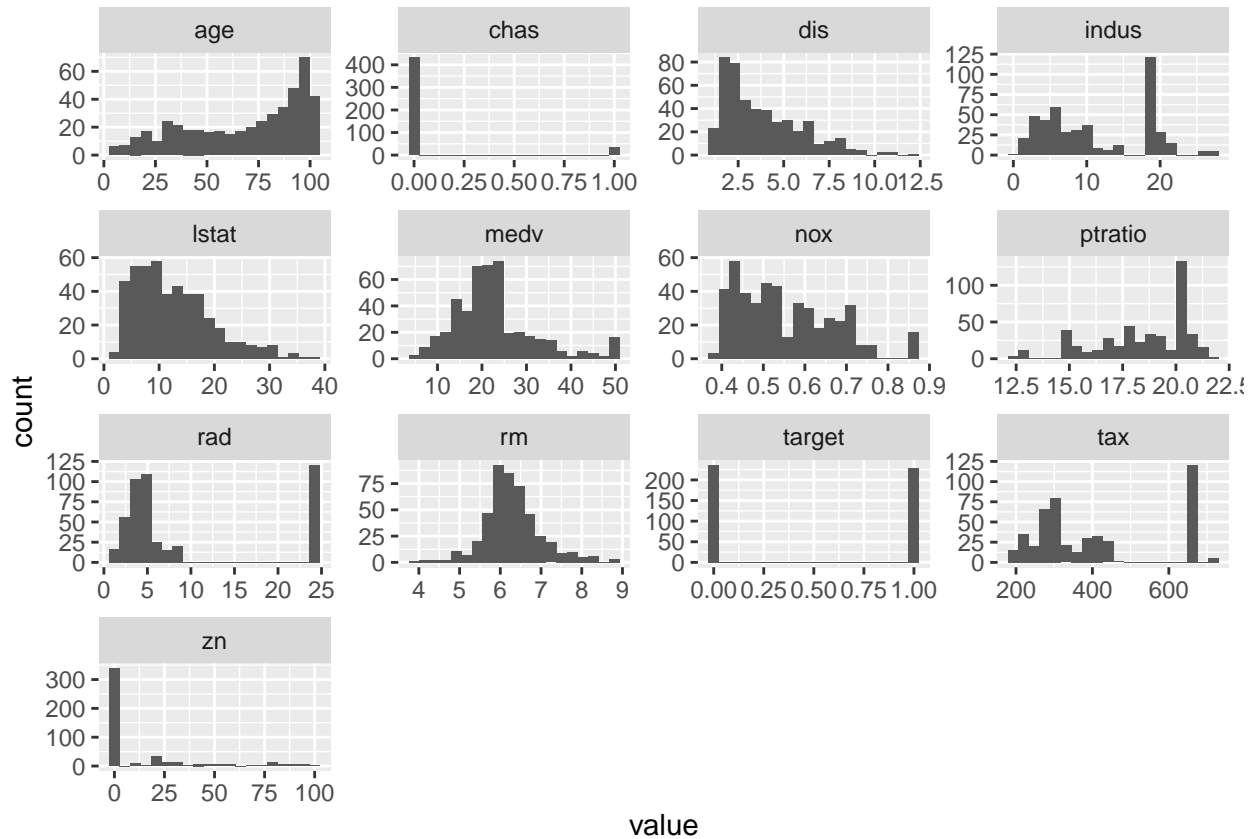 age chas dis indus
60 40 20 0
0 25 50 75 100
400 300 200 100 0
0.00 0.25 0.50 0.75 1.00
80 60 40 20 0
2.5 5.0 7.5 10.0 12.5
125 100 75 50 25 0
0 10 20
lstat medv nox ptratio
60 40 20 0
0 10 20 30 40
60 40 20 0
10 20 30 40 50
60 40 20 0
0.4 0.5 0.6 0.7 0.8 0.9
100 50 0
12.5 15.0 17.5 20.0 22.5
rad rm target tax
125 100 75 50 25 0
0 5 10 15 20 25
75 50 25 0
4 5 6 7 8 9
200 150 100 50 0
0.00 0.25 0.50 0.75 1.00
125 100 75 50 25 0
200 400 600
zn
300 200 100 0
0 25 50 75 100
count
value